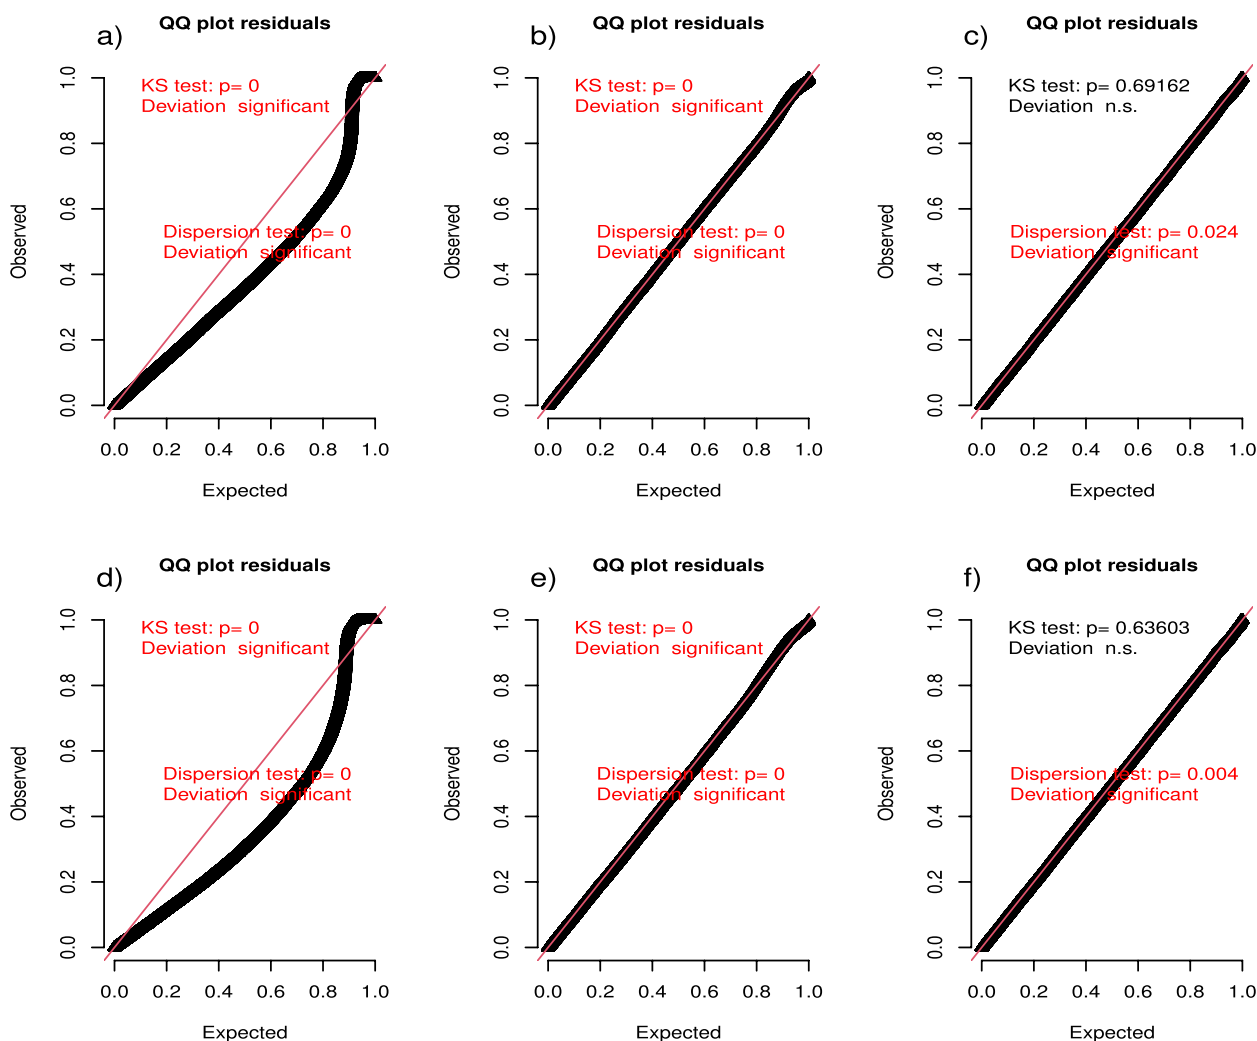 a)
QQ plot residuals
KS test: p= 0
Deviation  significant
Dispersion test: p= 0
Deviation  significant
Observed
0.0 0.2 0.4 0.6 0.8 1.0
0.0 0.2 0.4 0.6 0.8 1.0
Expected
b)
QQ plot residuals
KS test: p= 0
Deviation  significant
Dispersion test: p= 0
Deviation  significant
Observed
0.0 0.2 0.4 0.6 0.8 1.0
0.0 0.2 0.4 0.6 0.8 1.0
Expected
c)
QQ plot residuals
KS test: p= 0.69162
Deviation  n.s.
Dispersion test: p= 0.024
Deviation  significant
Observed
0.0 0.2 0.4 0.6 0.8 1.0
0.0 0.2 0.4 0.6 0.8 1.0
Expected
d)
QQ plot residuals
KS test: p= 0
Deviation  significant
Dispersion test: p= 0
Deviation  significant
Observed
0.0 0.2 0.4 0.6 0.8 1.0
0.0 0.2 0.4 0.6 0.8 1.0
Expected
e)
QQ plot residuals
KS test: p= 0
Deviation  significant
Dispersion test: p= 0
Deviation  significant
Observed
0.0 0.2 0.4 0.6 0.8 1.0
0.0 0.2 0.4 0.6 0.8 1.0
Expected
f)
QQ plot residuals
KS test: p= 0.63603
Deviation  n.s.
Dispersion test: p= 0.004
Deviation  significant
Observed
0.0 0.2 0.4 0.6 0.8 1.0
0.0 0.2 0.4 0.6 0.8 1.0
Expected